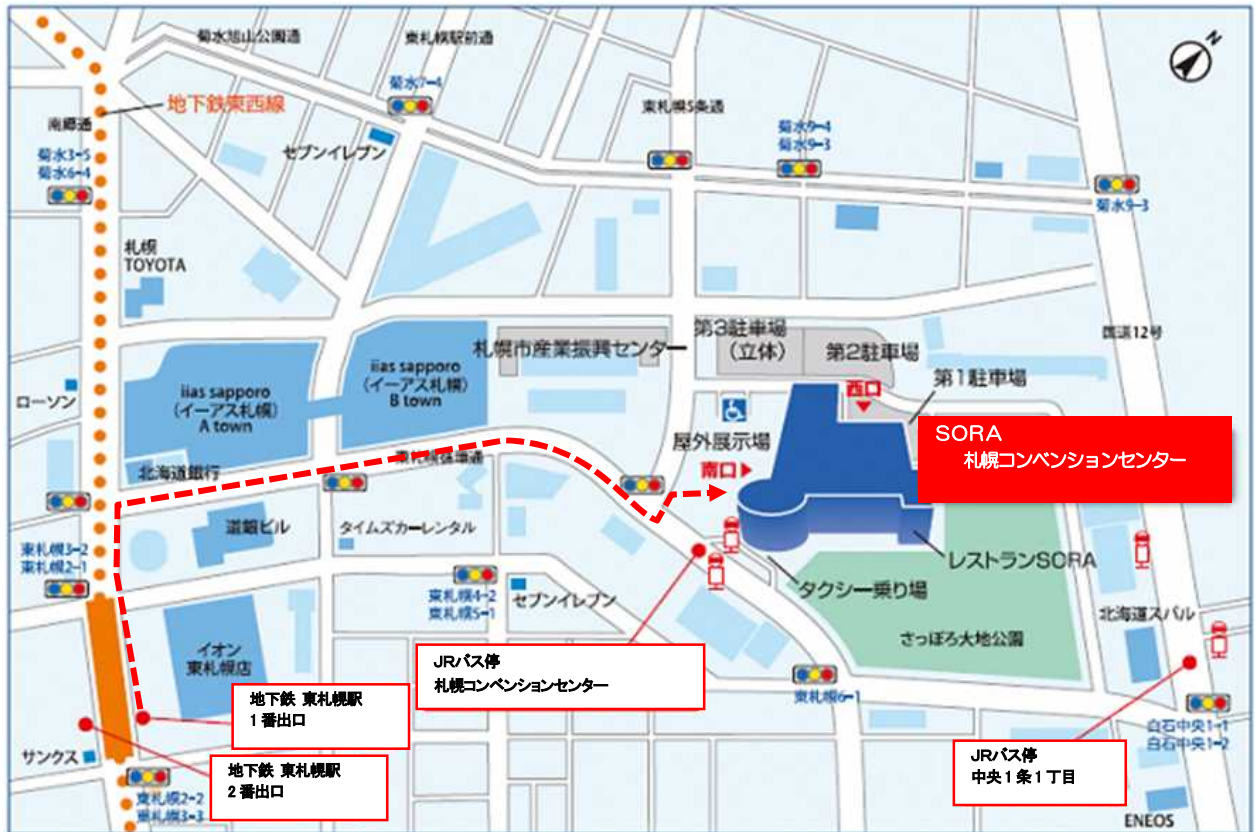 菊水旭山公園通
東札幌駅前通
N
地下鉄東西線
菊水7-4
東札幌5条通
南郷通
菊水9-4
菊水9-3
セブンイレブン
菊水3-5
菊水6-4
菊水9-3
札幌
TOYOTA
国道12号
第3駐車場
(立体)
札幌市産業振興センター
第2駐車場
iias sapporo
(イーアス札幌)
B town
iias sapporo
(イーアス札幌)
A town
第1駐車場
西口
ローソン
屋外展示場
SORA
札幌コンベンションセンター
北海道銀行
東札幌循環通
南口
道銀ビル
タイムズカーレンタル
東札幌3-2
東札幌2-1
レストランSORA
タクシー乗り場
東札幌4-2
東札幌5-1
セブンイレブン
北海道スバル
さっぽろ大地公園
イオン
東札幌店
JRバス停
札幌コンベンションセンター
地下鉄 東札幌駅
1番出口
東札幌6-1
白石中央1-1
白石中央1-2
サンクス
地下鉄 東札幌駅
2番出口
JRバス停
中央1条1丁目
東札幌2-2
東札幌3-3
ENEOS